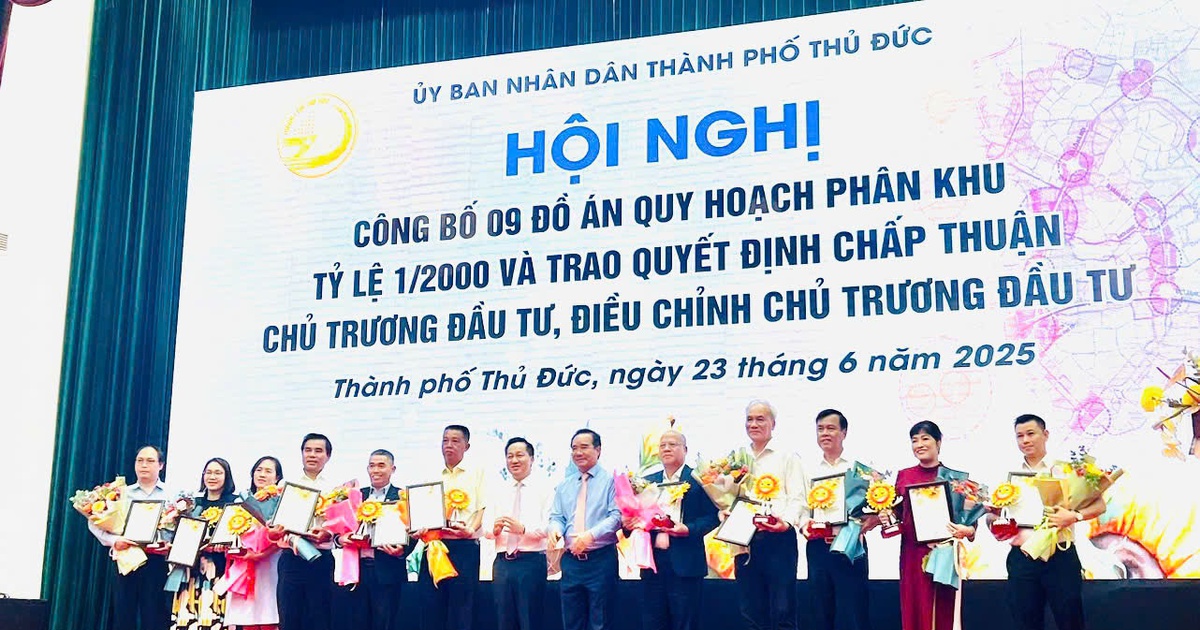 ỦY BAN NHÂN DÂN THÀNH PHỐ THỦ ĐỨC
HỘI NGHỊ
CÔNG BỐ 09 ĐỒ ÁN QUY HOẠCH PHÂN KHU
TỶ LỆ 1/2000 VÀ TRAO QUYẾT ĐỊNH CHẤP THUẬN
CHỦ TRƯƠNG ĐẦU TƯ, ĐIỀU CHỈNH CHỦ TRƯƠNG ĐẦU TƯ
Thành phố Thủ Đức, ngày 23 tháng 6 năm 2025